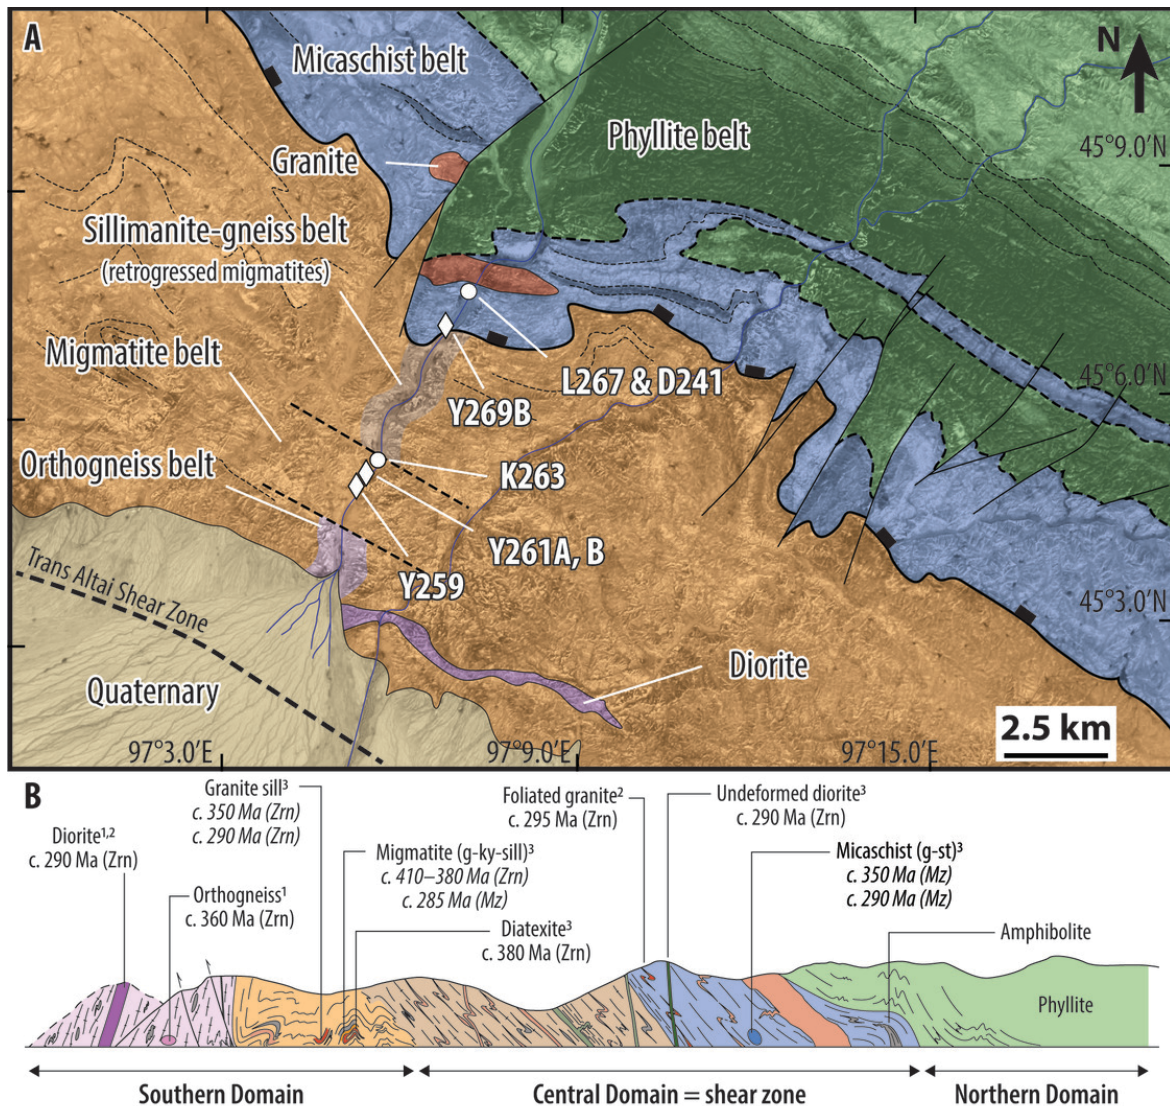 A
N
Micaschist belt
Phyllite belt
45°9.0'N
Granite
Sillimanite-gneiss belt
(retrogressed migmatites)
Migmatite belt
L267 & D241
45°6.0'N
Y269B
Orthogneiss belt
K263
Y261A, B
Y259
Trans Altai Shear Zone
45°3.0'N
Diorite
Quaternary
2.5 km
97°3.0'E
97°9.0'E
97°15.0'E
B
Granite sill³
c. 350 Ma (Zrn)
c. 290 Ma (Zrn)
Foliated granite²
c. 295 Ma (Zrn)
Undeformed diorite³
c. 290 Ma (Zrn)
Diorite¹,²
c. 290 Ma (Zrn)
Migmatite (g-ky-sill)³
c. 410–380 Ma (Zrn)
c. 285 Ma (Mz)
Micaschist (g-st)³
c. 350 Ma (Mz)
c. 290 Ma (Mz)
Orthogneiss¹
c. 360 Ma (Zrn)
Diatexite³
c. 380 Ma (Zrn)
Amphibolite
Phyllite
Southern Domain
Central Domain = shear zone
Northern Domain